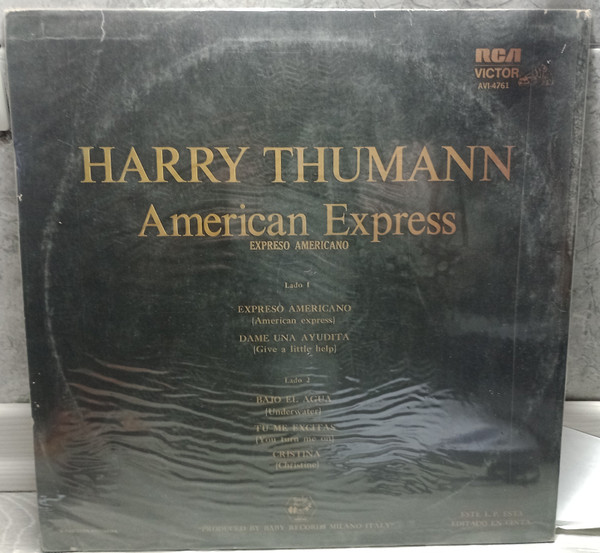 RCA
VICTOR
AVI-4761
HARRY THUMANN
American Express
EXPRESO AMERICANO
Lado 1
EXPRESO AMERICANO
(American express)
DAME UNA AYUDITA
(Give a little help)
Lado 2
BAJO EL AGUA
(Underwater)
TU ME EXCITAS
(You turn me on)
CRISTINA
(Christine)
"PRODUCED BY BABY RECORDS MILANO ITALY"
ESTE L.P.